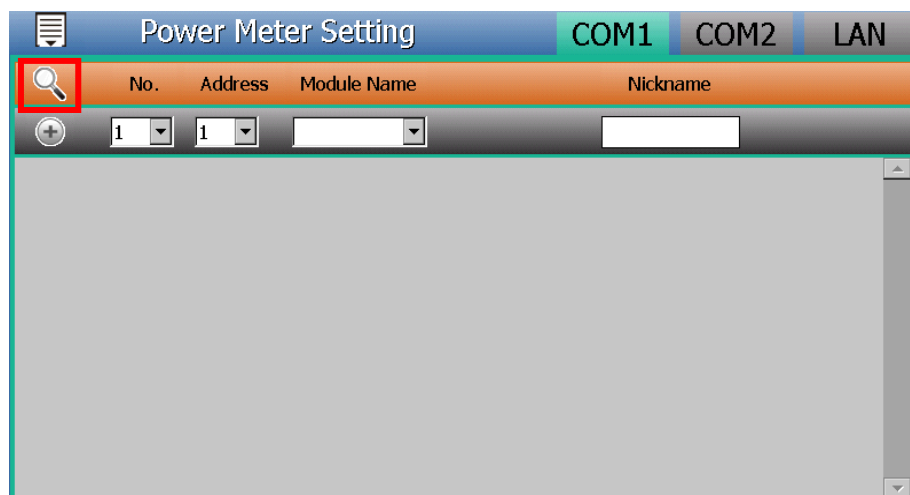 Power Meter Setting COM1 COM2 LAN
No. Address Module Name Nickname
1 1